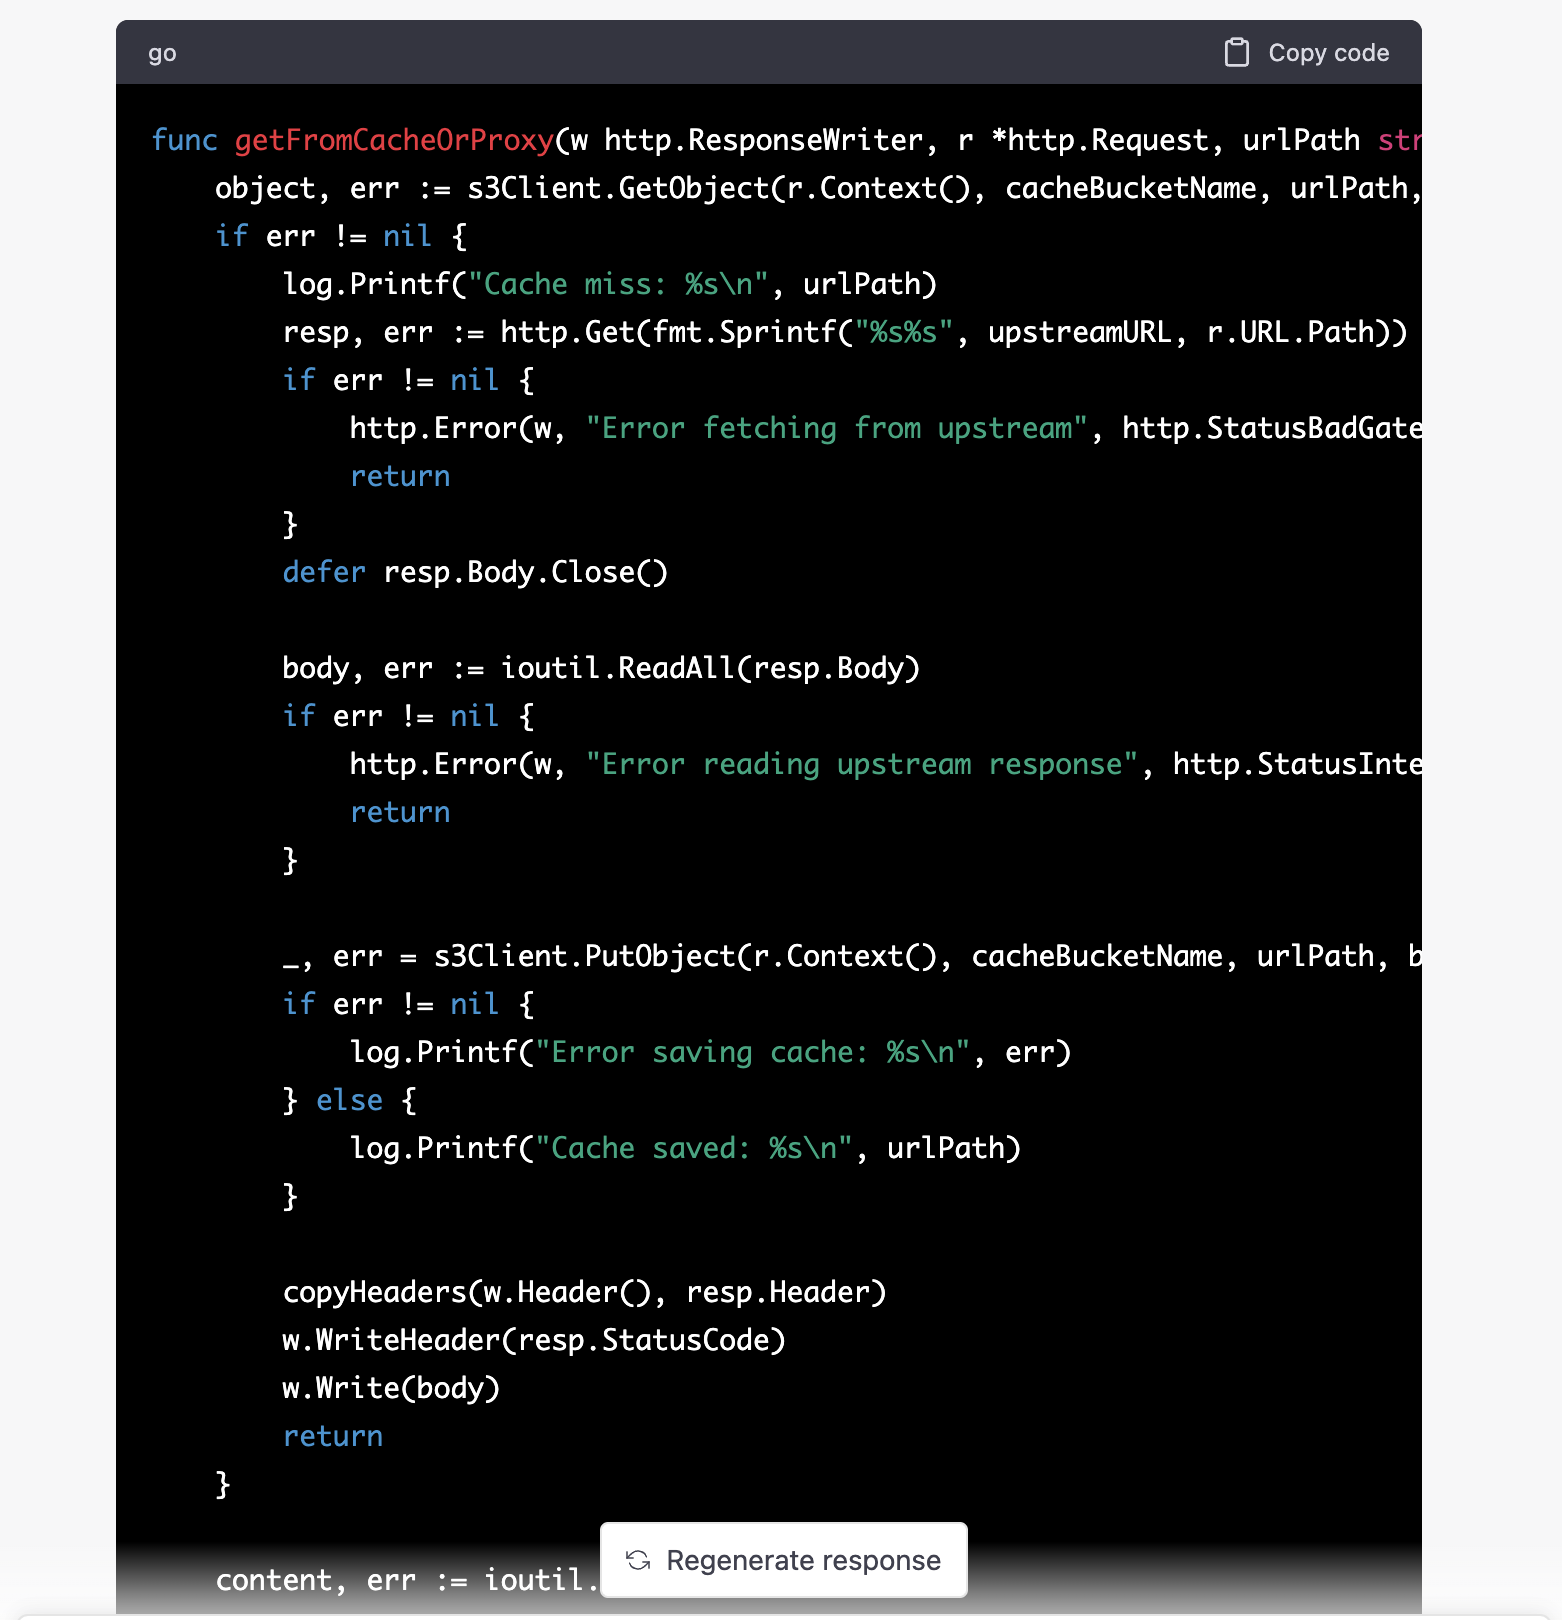 go
Copy code
func getFromCacheOrProxy(w http.ResponseWriter, r *http.Request, urlPath str
object, err := s3Client.GetObject(r.Context(), cacheBucketName, urlPath,
if err != nil {
log.Printf("Cache miss: %s\n", urlPath)
resp, err := http.Get(fmt.Sprintf("%s%s", upstreamURL, r.URL.Path))
if err != nil {
http.Error(w, "Error fetching from upstream", http.StatusBadGate
return
}
defer resp.Body.Close()
body, err := ioutil.ReadAll(resp.Body)
if err != nil {
http.Error(w, "Error reading upstream response", http.StatusInte
return
}
_, err = s3Client.PutObject(r.Context(), cacheBucketName, urlPath, b
if err != nil {
log.Printf("Error saving cache: %s\n", err)
} else {
log.Printf("Cache saved: %s\n", urlPath)
}
copyHeaders(w.Header(), resp.Header)
w.WriteHeader(resp.StatusCode)
w.Write(body)
return
}
content, err := ioutil.
Regenerate response